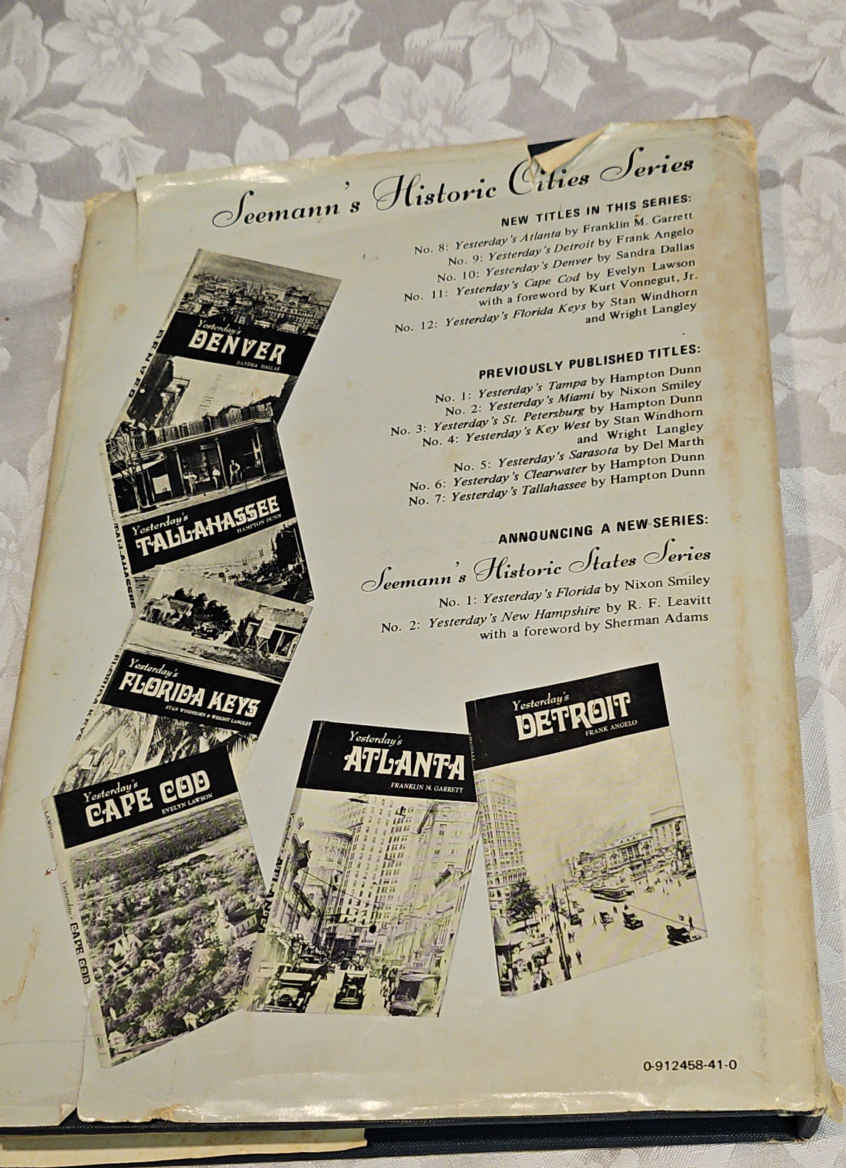 Seemann's Historic Cities Series
NEW TITLES IN THIS SERIES:
No. 8: Yesterday's Atlanta by Franklin M. Garrett
No. 9: Yesterday's Detroit by Frank Angelo
No. 10: Yesterday's Denver by Sandra Dallas
No. 11: Yesterday's Cape Cod by Evelyn Lawson
with a foreword by Kurt Vonnegut, Jr.
No. 12: Yesterday's Florida Keys by Stan Windhorn
and Wright Langley
PREVIOUSLY PUBLISHED TITLES:
No. 1: Yesterday's Tampa by Hampton Dunn
No. 2: Yesterday's Miami by Nixon Smiley
No. 3: Yesterday's St. Petersburg by Hampton Dunn
No. 4: Yesterday's Key West by Stan Windhorn
and Wright Langley
No. 5: Yesterday's Sarasota by Del Marth
No. 6: Yesterday's Clearwater by Hampton Dunn
No. 7: Yesterday's Tallahassee by Hampton Dunn
ANNOUNCING A NEW SERIES:
Seemann's Historic States Series
No. 1: Yesterday's Florida by Nixon Smiley
No. 2: Yesterday's New Hampshire by R. F. Leavitt
with a foreword by Sherman Adams
Yesterday's
DENVER
SANDRA DALLAS
DENVER
Yesterday's
TALLAHASSEE
HAMPTON DUNN
TALLAHASSEE
Yesterday's
FLORIDA KEYS
STAN WINDHORN & WRIGHT LANGLEY
Yesterday's
CAPE COD
EVELYN LAWSON
LAWSON
Yesterday's
CAPE COD
Yesterday's
ATLANTA
FRANKLIN M. GARRETT
Yesterday's
DETROIT
FRANK ANGELO
0-912458-41-0